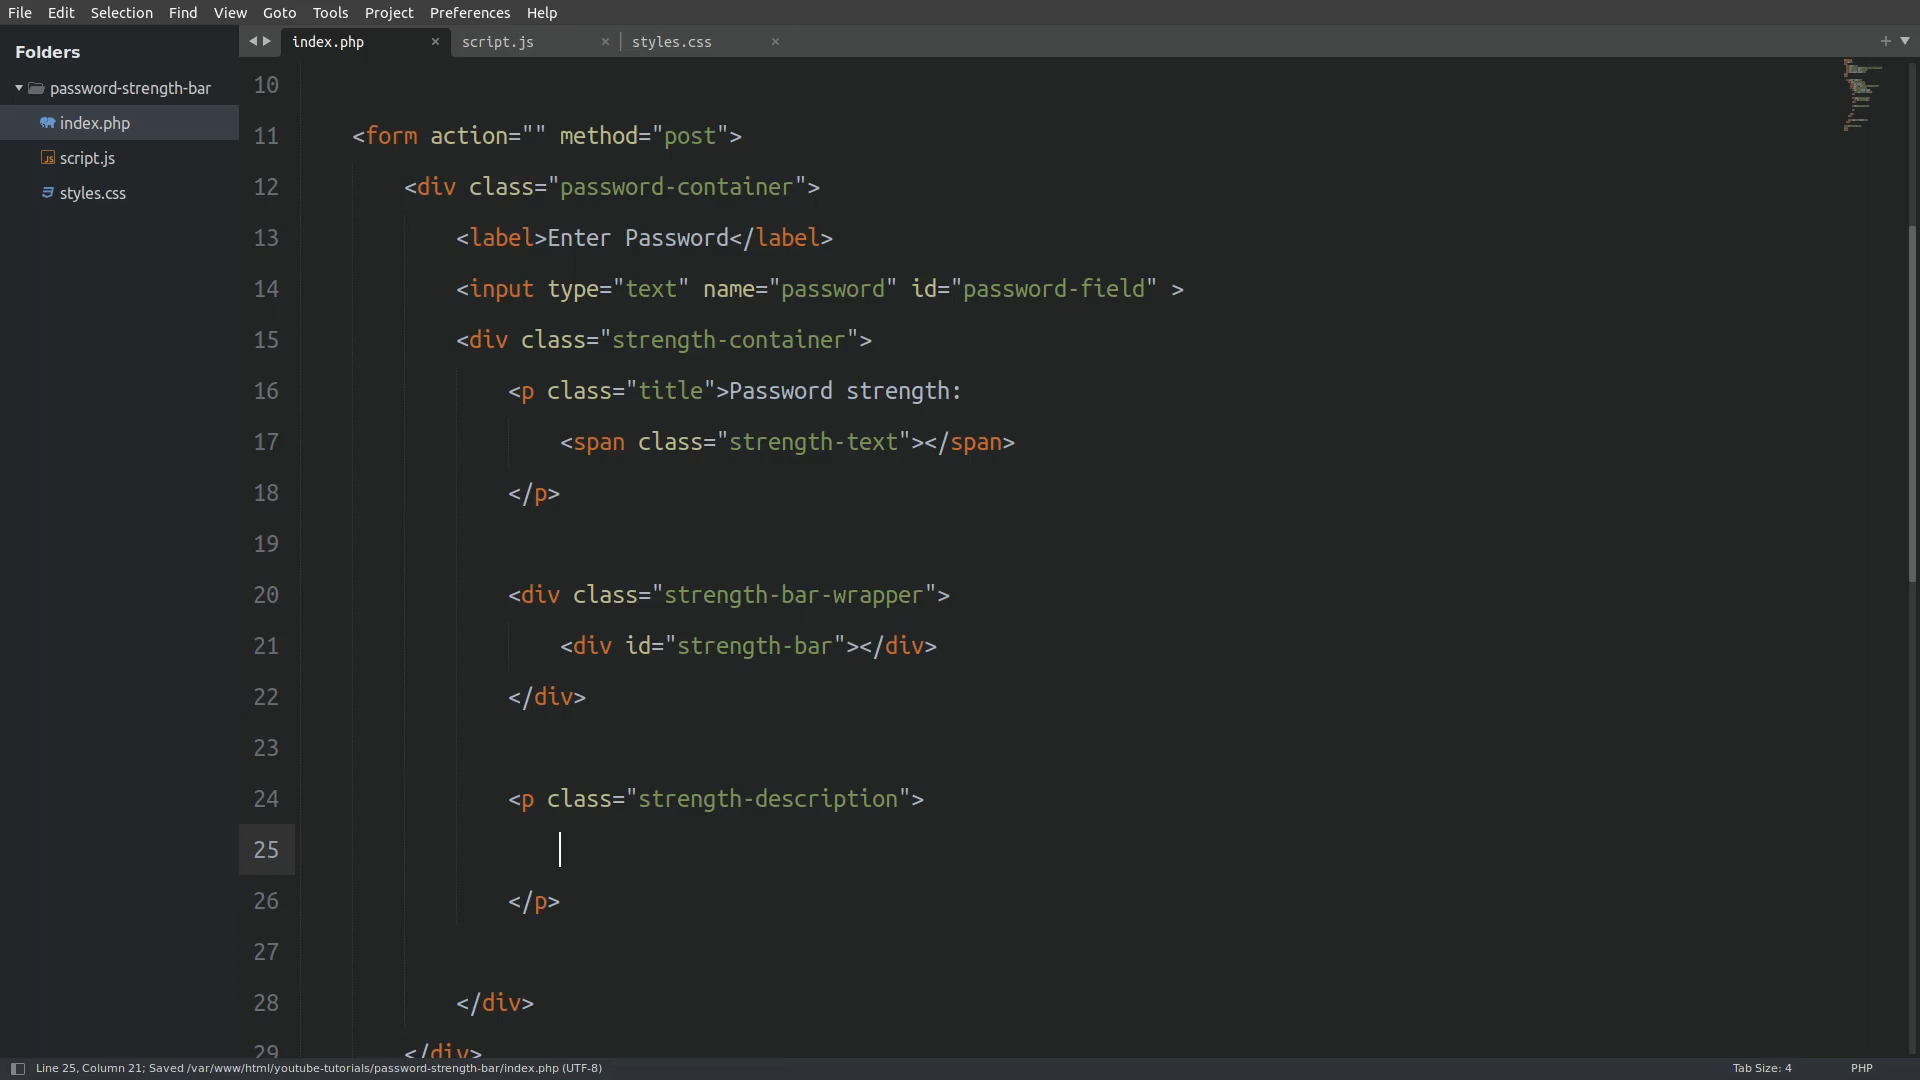 File Edit Selection Find View Goto Tools Project Preferences Help
Folders
password-strength-bar
index.php
script.js
styles.css
index.php × script.js × styles.css ×
10
11 <form action="" method="post">
12 <div class="password-container">
13 <label>Enter Password</label>
14 <input type="text" name="password" id="password-field" >
15 <div class="strength-container">
16 <p class="title">Password strength:
17 <span class="strength-text"></span>
18 </p>
19
20 <div class="strength-bar-wrapper">
21 <div id="strength-bar"></div>
22 </div>
23
24 <p class="strength-description">
25
26 </p>
27
28 </div>
29 </div>
Line 25, Column 21; Saved /var/www/html/youtube-tutorials/password-strength-bar/index.php (UTF-8) Tab Size: 4 PHP